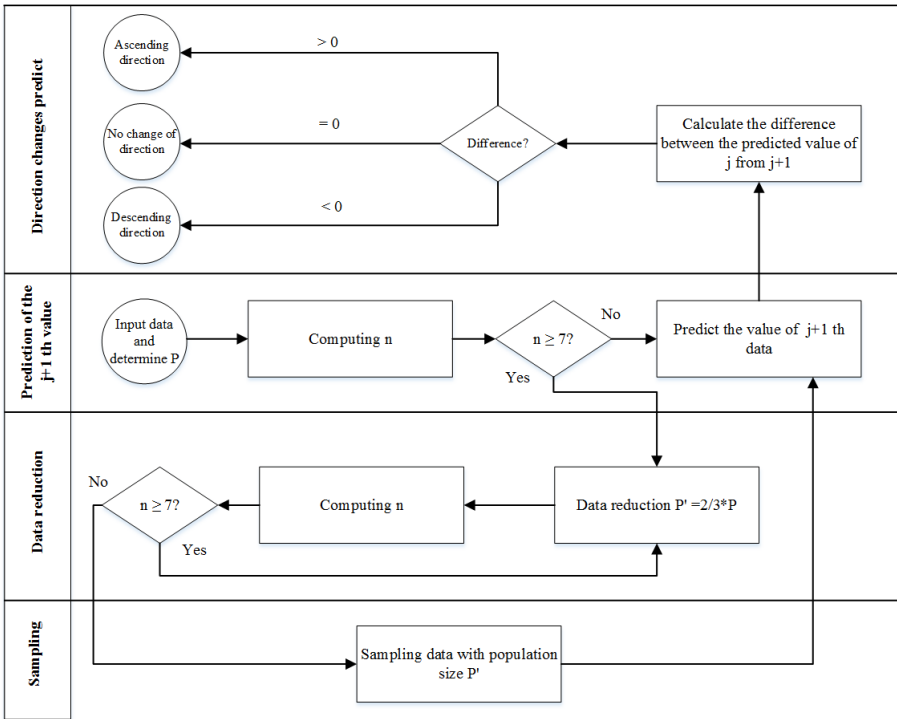 Direction changes predict
Ascending
direction
> 0
No change of
direction
= 0
Descending
direction
< 0
Difference?
Calculate the difference
between the predicted value of
j from j+1
Prediction of the
j+1 th value
Input data
and
determine P
Computing n
n ≥ 7?
No
Yes
Predict the value of j+1 th
data
Data reduction
No
n ≥ 7?
Yes
Computing n
Data reduction P' =2/3*P
Sampling
Sampling data with population
size P'